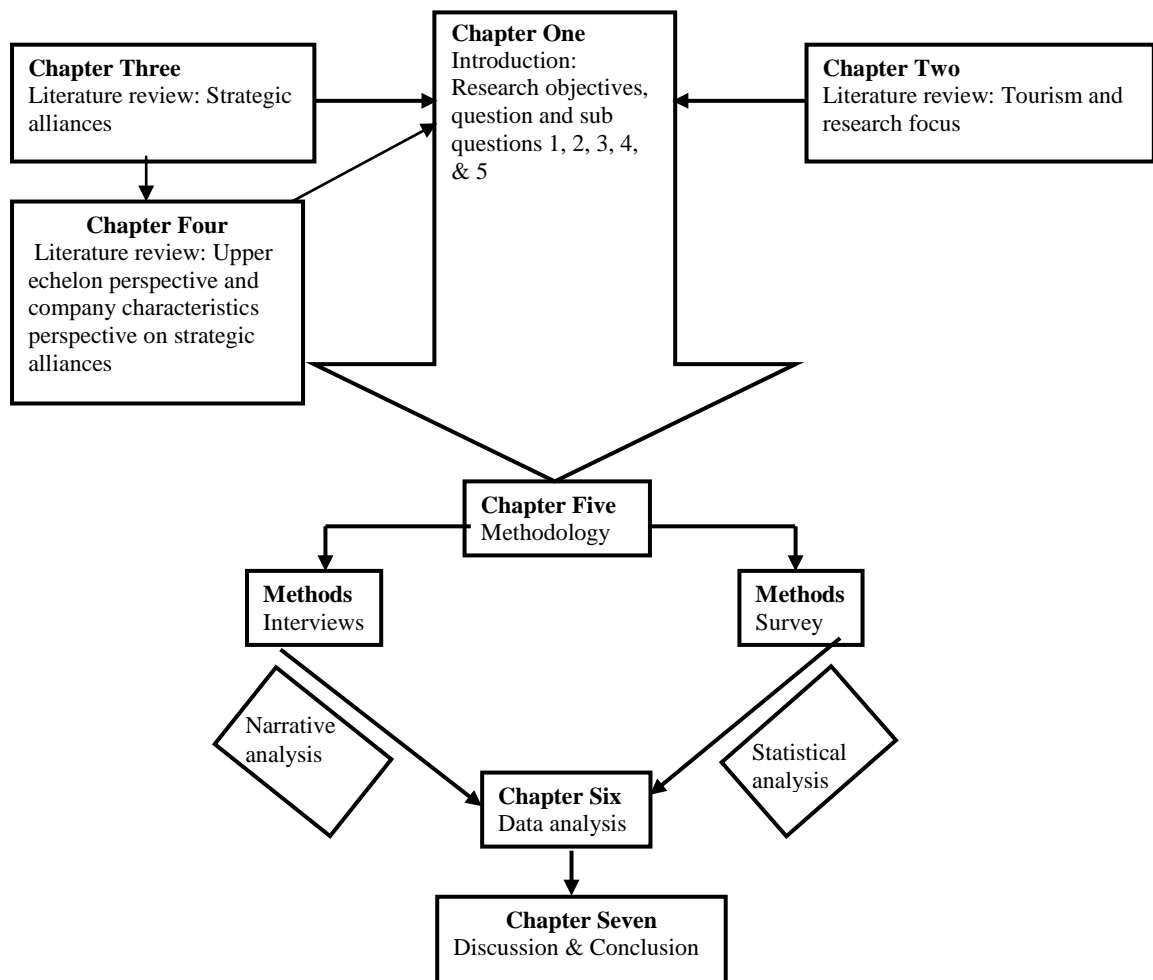 Chapter One
Introduction:
Research objectives,
question and sub
questions 1, 2, 3, 4,
& 5
Chapter Three
Literature review: Strategic
alliances
Chapter Two
Literature review: Tourism and
research focus
Chapter Four
Literature review: Upper
echelon perspective and
company characteristics
perspective on strategic
alliances
Chapter Five
Methodology
Methods
Interviews
Methods
Survey
Narrative
analysis
Statistical
analysis
Chapter Six
Data analysis
Chapter Seven
Discussion & Conclusion